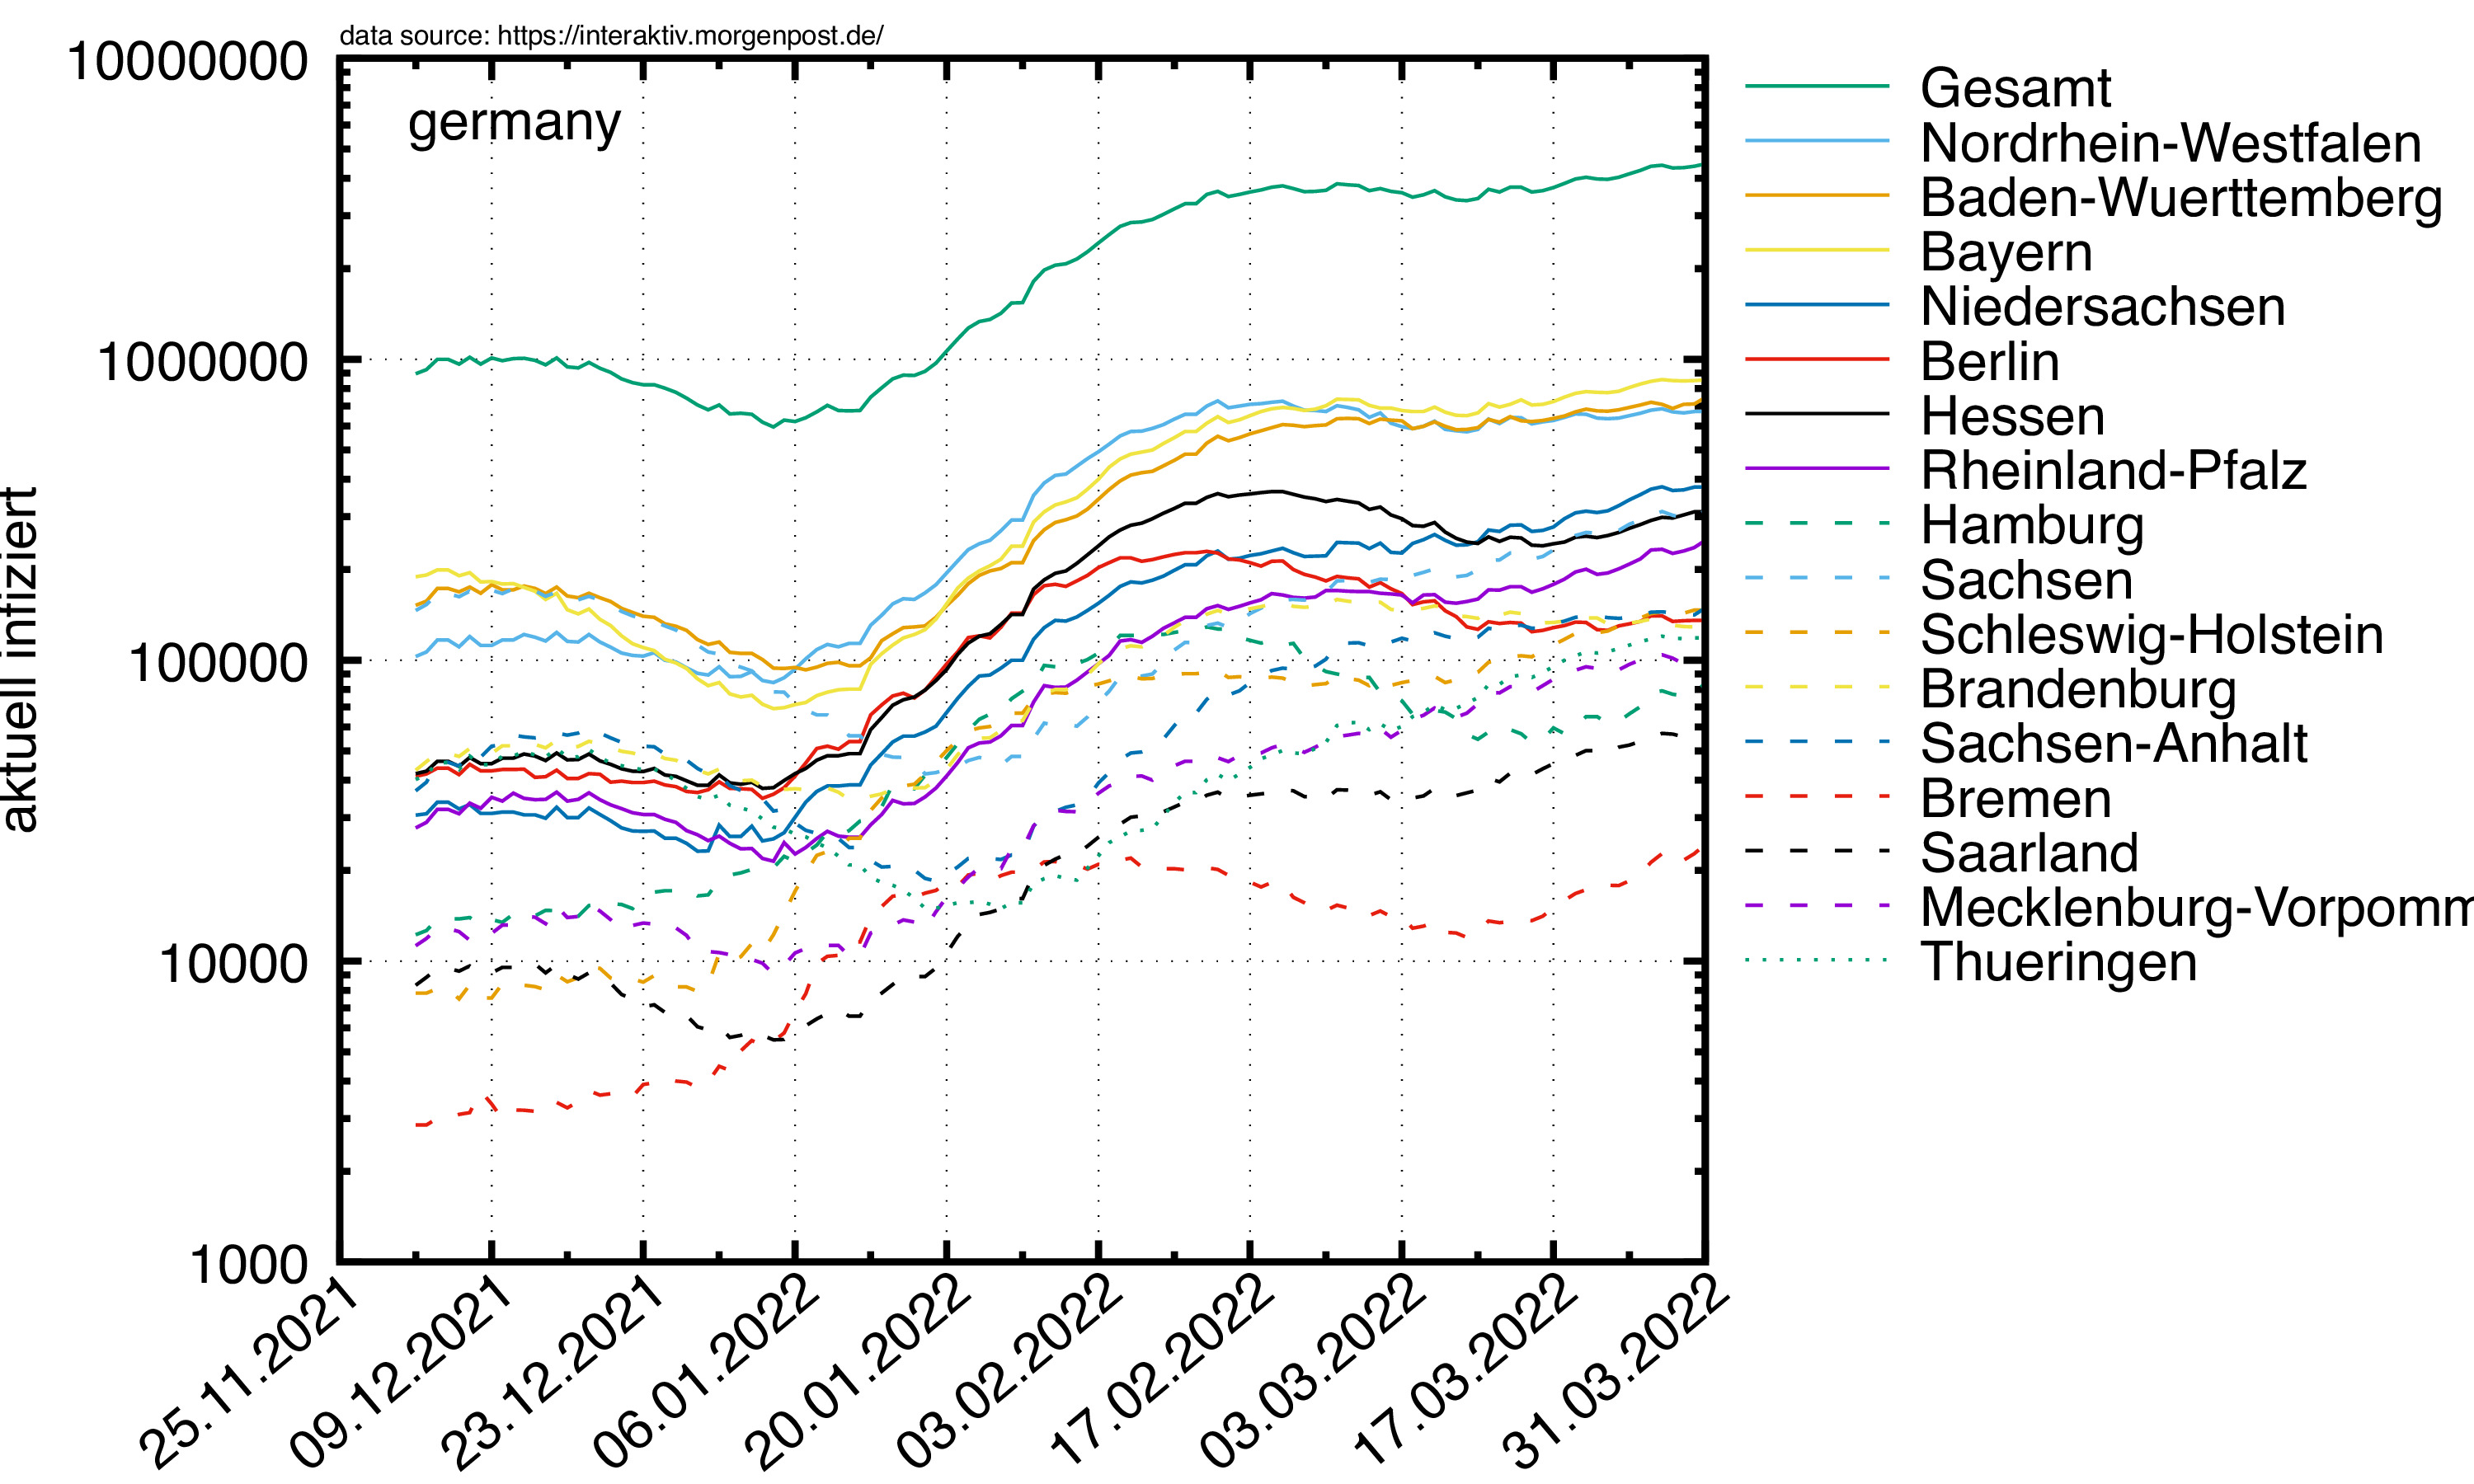 data source: https://interaktiv.morgenpost.de/
germany
aktuell infiziert
10000000
1000000
100000
10000
1000
25.11.2021
09.12.2021
23.12.2021
06.01.2022
20.01.2022
03.02.2022
17.02.2022
03.03.2022
17.03.2022
31.03.2022
Gesamt
Nordrhein-Westfalen
Baden-Wuerttemberg
Bayern
Niedersachsen
Berlin
Hessen
Rheinland-Pfalz
Hamburg
Sachsen
Schleswig-Holstein
Brandenburg
Sachsen-Anhalt
Bremen
Saarland
Mecklenburg-Vorpomm
Thueringen